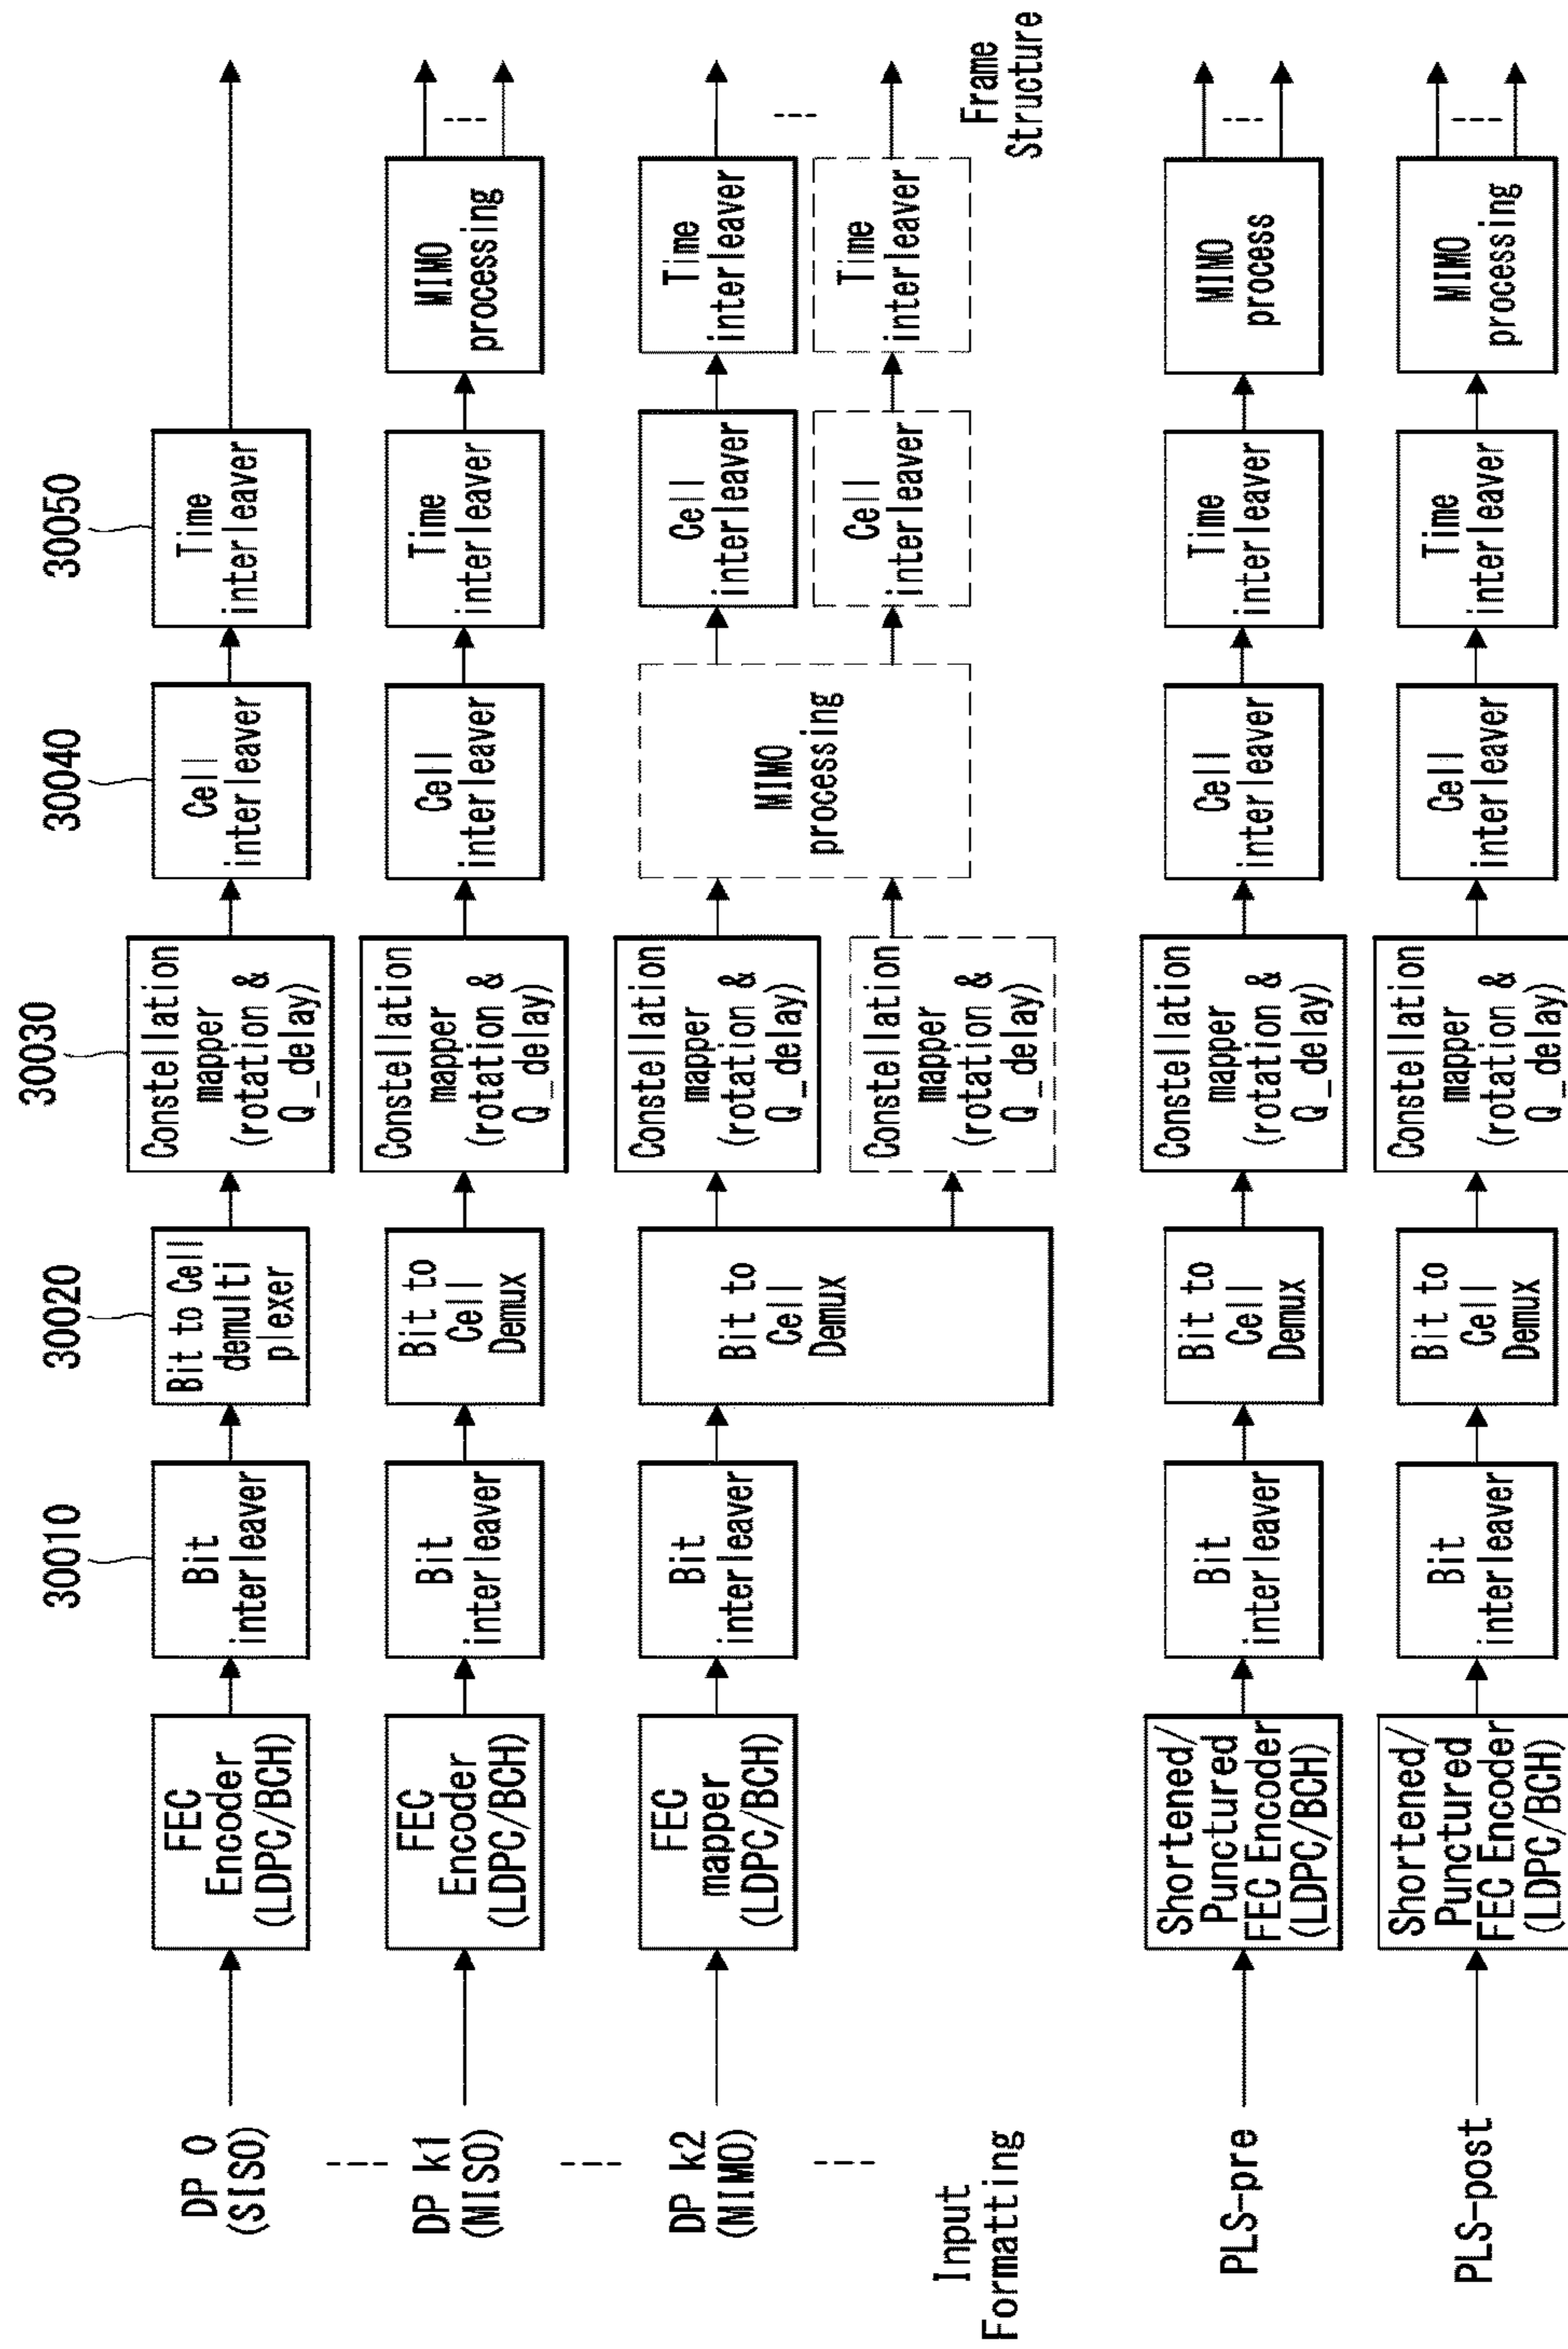 30010
30020
30030
30040
30050
DP 0
(SISO)
FEC
Encoder
(LDPC/BCH)
Bit
interleaver
Bit to Cell
demulti
plexer
Constellation
mapper
(rotation &
Q_delay)
Cell
interleaver
Time
interleaver
DP k1
(MISO)
FEC
Encoder
(LDPC/BCH)
Bit
interleaver
Bit to
Cell
Demux
Constellation
mapper
(rotation &
Q_delay)
Cell
interleaver
Time
interleaver
MIMO
processing
DP k2
(MIMO)
FEC
mapper
(LDPC/BCH)
Bit
interleaver
Bit to
Cell
Demux
Constellation
mapper
(rotation &
Q_delay)
Constellation
mapper
(rotation &
Q_delay)
MIMO
processing
Cell
interleaver
Time
interleaver
Cell
interleaver
Time
interleaver
Input
Formatting
Frame
Structure
PLS-pre
Shortened/
Punctured
FEC Encoder
(LDPC/BCH)
Bit
interleaver
Bit to
Cell
Demux
Constellation
mapper
(rotation &
Q_delay)
Cell
interleaver
Time
interleaver
MIMO
process
PLS-post
Shortened/
Punctured
FEC Encoder
(LDPC/BCH)
Bit
interleaver
Bit to
Cell
Demux
Constellation
mapper
(rotation &
Q_delay)
Cell
interleaver
Time
interleaver
MIMO
processing